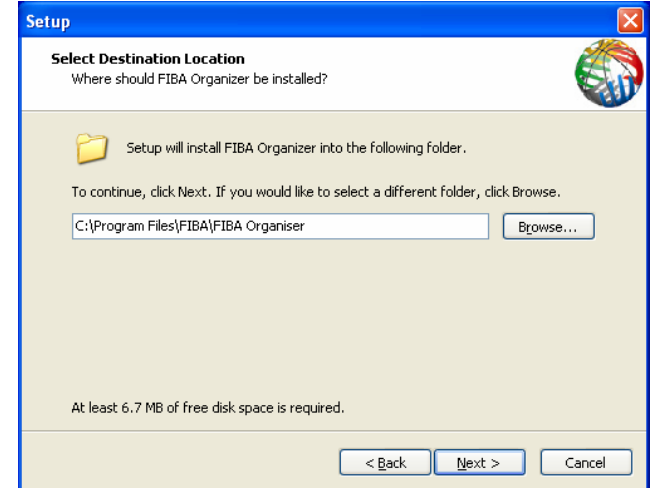 Setup
Select Destination Location
Where should FIBA Organizer be installed?
Setup will install FIBA Organizer into the following folder.
To continue, click Next. If you would like to select a different folder, click Browse.
C:\Program Files\FIBA\FIBA Organiser
Browse...
At least 6.7 MB of free disk space is required.
< Back
Next >
Cancel